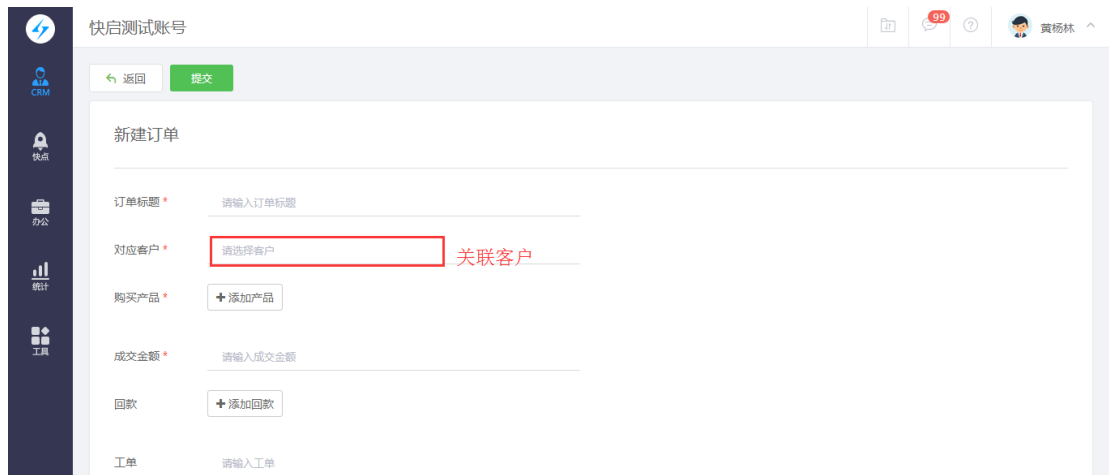 快启测试账号
99
黄杨林
CRM
快点
办公
统计
工具
返回
提交
新建订单
订单标题 *
请输入订单标题
对应客户 *
请选择客户
关联客户
购买产品 *
+ 添加产品
成交金额 *
请输入成交金额
回款
+ 添加回款
工单
请输入工单